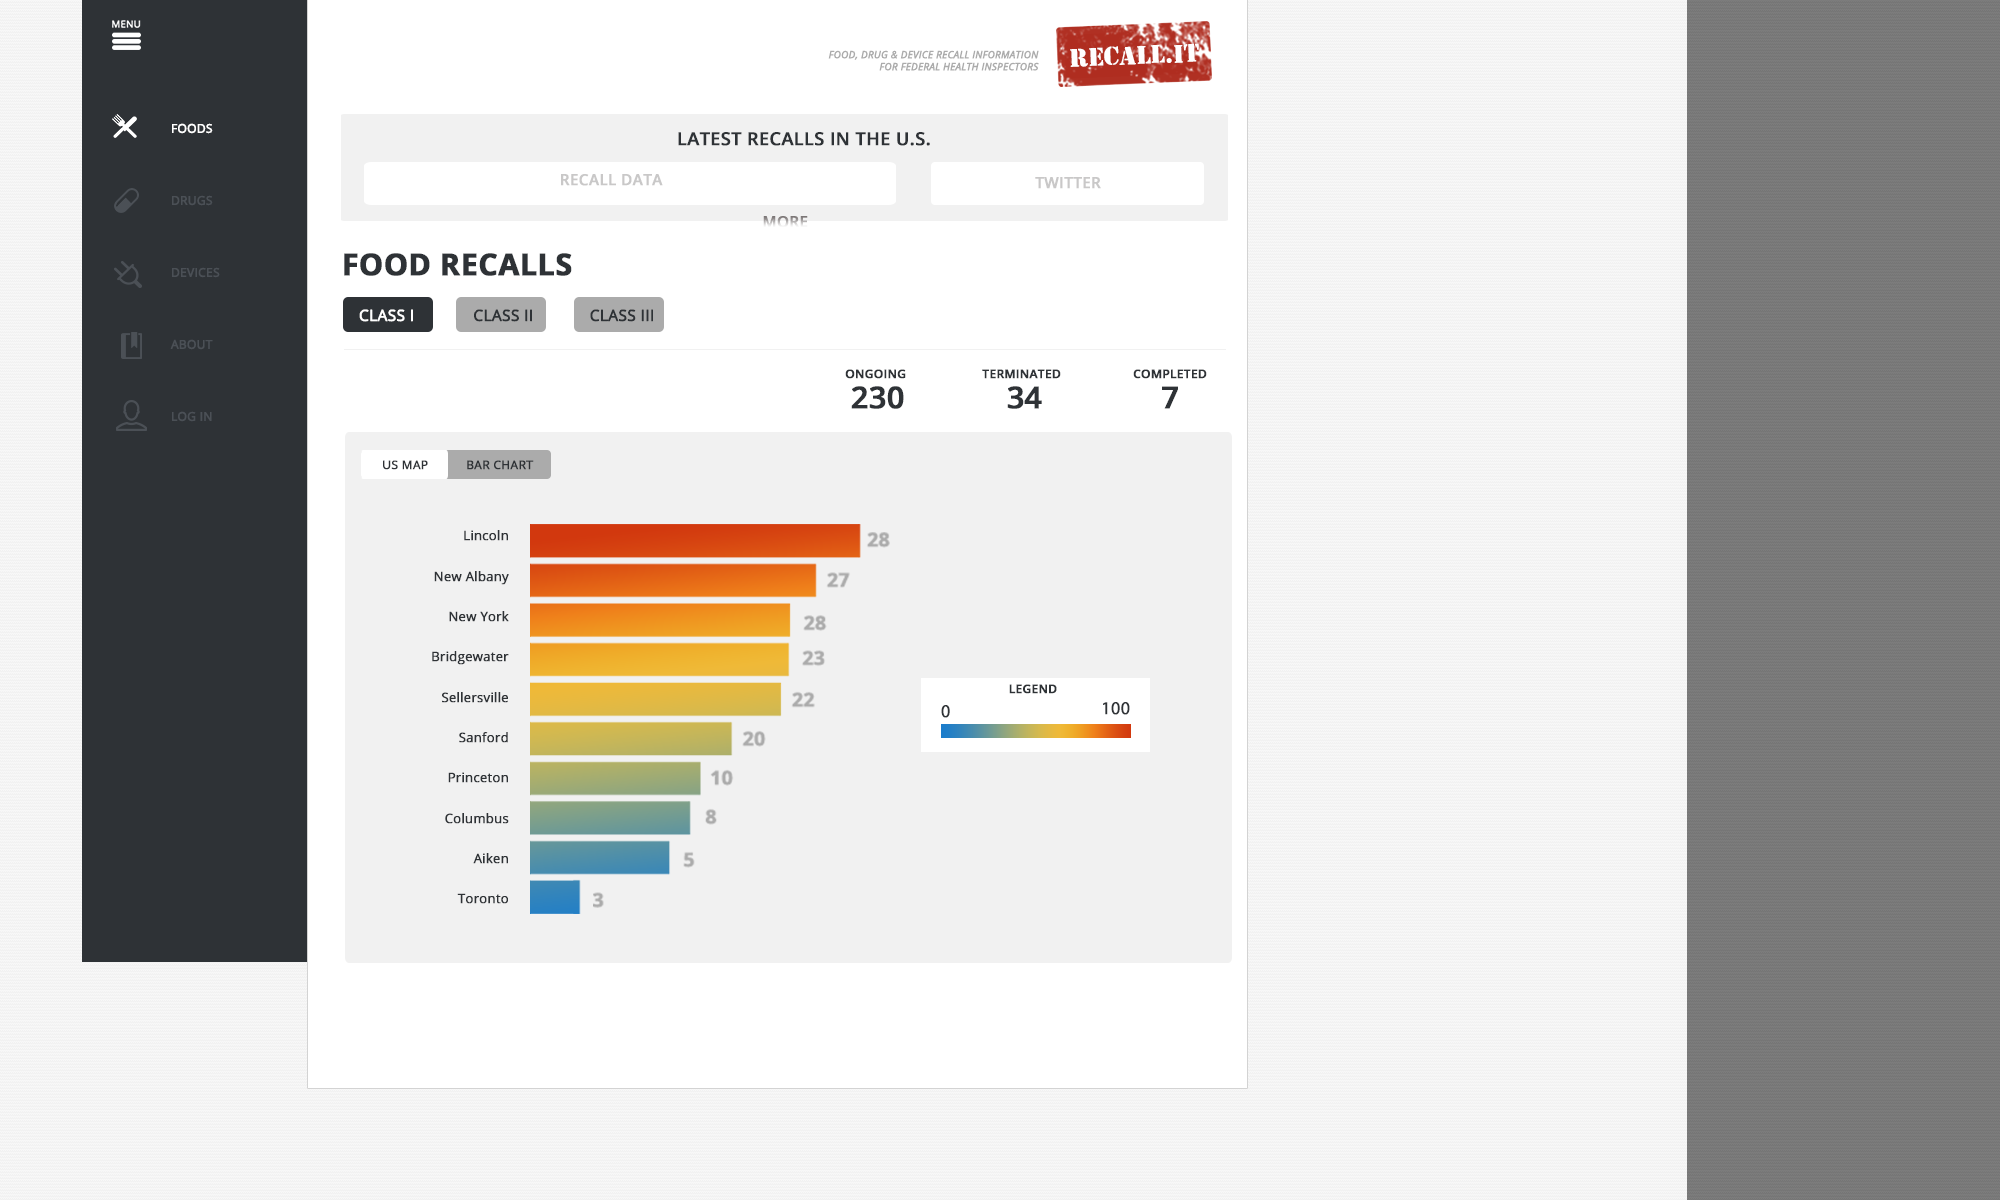 MENU
FOODS
DRUGS
DEVICES
ABOUT
LOG IN
FOOD, DRUG & DEVICE RECALL INFORMATION
FOR FEDERAL HEALTH INSPECTORS
RECALL.IT
LATEST RECALLS IN THE U.S.
RECALL DATA
TWITTER
MORE
FOOD RECALLS
CLASS I
CLASS II
CLASS III
ONGOING
230
TERMINATED
34
COMPLETED
7
US MAP
BAR CHART
Lincoln 28
New Albany 27
New York 28
Bridgewater 23
Sellersville 22
Sanford 20
Princeton 10
Columbus 8
Aiken 5
Toronto 3
LEGEND
0 100